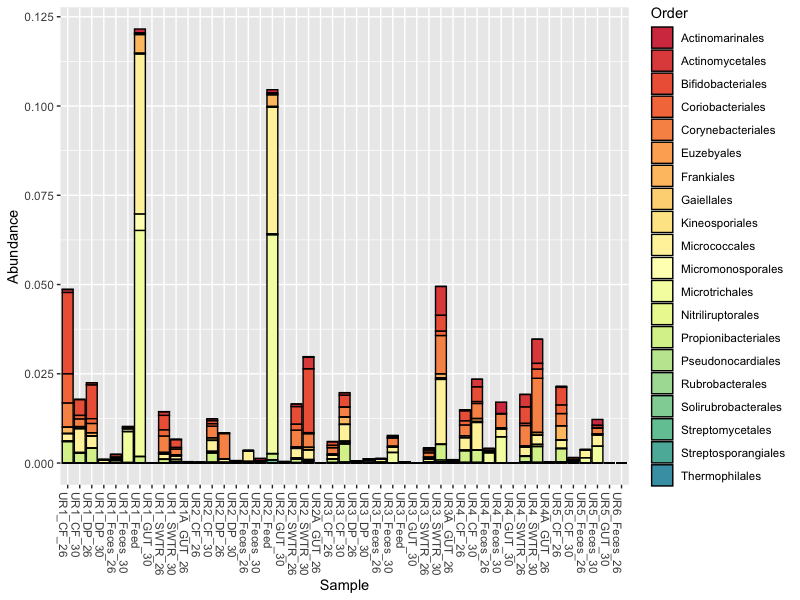 0.125
0.100
0.075
0.050
0.025
0.000
Abundance
UR1_CF_26
UR1_CF_30
UR1_DP_26
UR1_DP_30
UR1_Feces_26
UR1_Feces_30
UR1_Feed
UR1_GUT_30
UR1_SWTR_26
UR1_SWTR_30
UR1A_GUT_26
UR2_CF_26
UR2_CF_30
UR2_DP_26
UR2_DP_30
UR2_Feces_26
UR2_Feces_30
UR2_Feed
UR2_GUT_30
UR2_SWTR_26
UR2_SWTR_30
UR2A_GUT_26
UR3_CF_26
UR3_CF_30
UR3_DP_26
UR3_DP_30
UR3_Feces_26
UR3_Feces_30
UR3_Feed
UR3_GUT_30
UR3_SWTR_26
UR3_SWTR_30
UR3A_GUT_26
UR4_CF_26
UR4_CF_30
UR4_Feces_30
UR4_GUT_30
UR4_SWTR_26
UR4_SWTR_30
UR4A_GUT_26
UR5_CF_26
UR5_Feces_26
UR5_Feces_30
UR5_GUT_30
UR6_Feces_26
Sample
Order
Actinomarinales
Actinomycetales
Bifidobacteriales
Coriobacteriales
Corynebacteriales
Euzebyales
Frankiales
Gaiellales
Kineosporiales
Micrococcales
Micromonosporales
Microtrichales
Nitriliruptorales
Propionibacteriales
Pseudonocardiales
Rubrobacterales
Solirubrobacterales
Streptomycetales
Streptosporangiales
Thermophilales